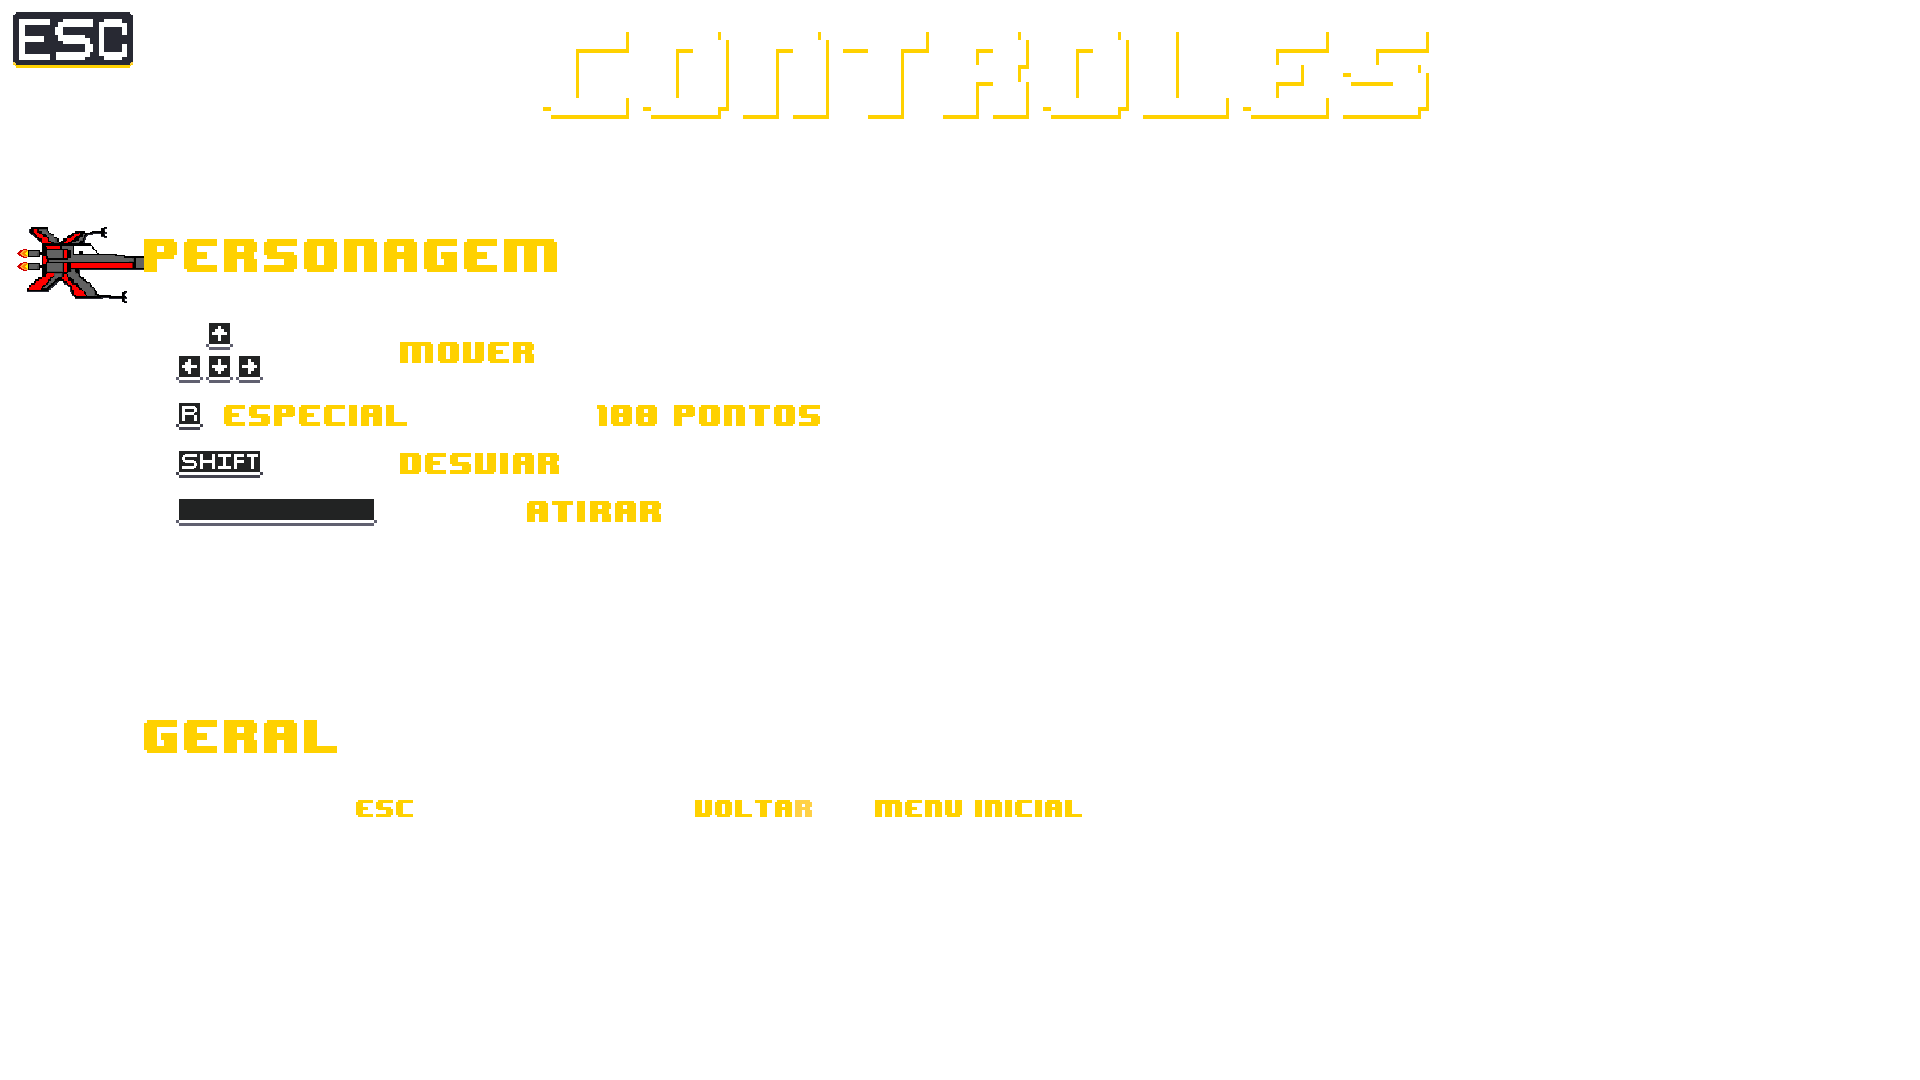 ESC
CONTROLES
PERSONAGEM
↑
MOVER
← ↓ →
R ESPECIAL 100 PONTOS
SHIFT DESVIAR
ATIRAR
GERAL
ESC VOLTAR MENU INICIAL